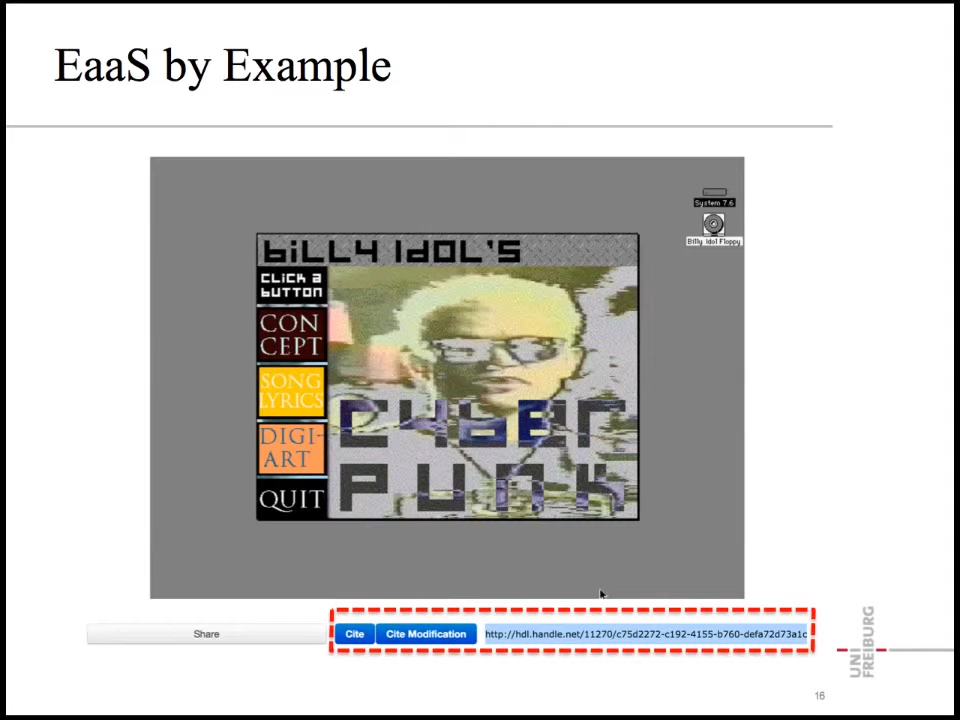 EaaS by Example
System 7.6
Billy Idol Floppy
BILLY IDOL'S
CLICK A
BUTTON
CON
CEPT
SONG
LYRICS
DIGI-
ART
QUIT
CYBER
PUNK
Share
Cite
Cite Modification
http://hdl.handle.net/11270/c75d2272-c192-4155-b760-defa72d73a1c
UNI
FREIBURG
16